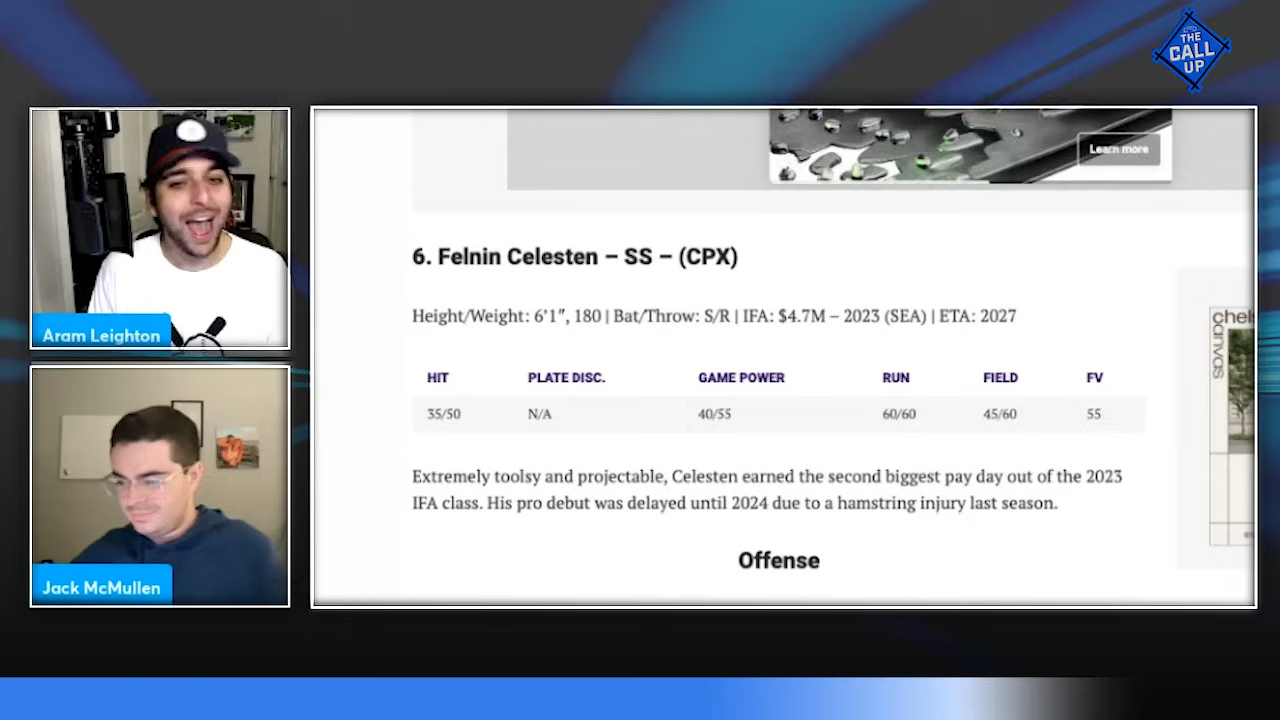 THE
CALL
UP
Learn more
6. Felnin Celesten – SS – (CPX)
Height/Weight: 6’1″, 180 | Bat/Throw: S/R | IFA: $4.7M – 2023 (SEA) | ETA: 2027
HIT PLATE DISC. GAME POWER RUN FIELD FV
35/50 N/A 40/55 60/60 45/60 55
Extremely toolsy and projectable, Celesten earned the second biggest pay day out of the 2023
IFA class. His pro debut was delayed until 2024 due to a hamstring injury last season.
Offense
canvas
Aram Leighton
Jack McMullen